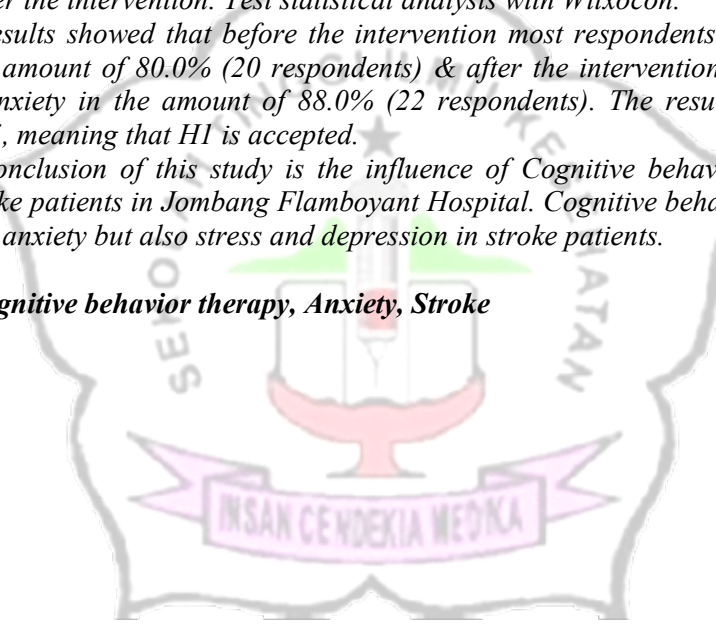 er the intervention. Test statistical analysis with Wilxocon.
esults showed that before the intervention most respondents
amount of 80.0% (20 respondents) & after the intervention
nxiety in the amount of 88.0% (22 respondents). The resu
, meaning that H1 is accepted.
onclusion of this study is the influence of Cognitive behav
ke patients in Jombang Flamboyant Hospital. Cognitive beha
anxiety but also stress and depression in stroke patients.
gnitive behavior therapy, Anxiety, Stroke
INSAN CENDEKIA MEDIKA